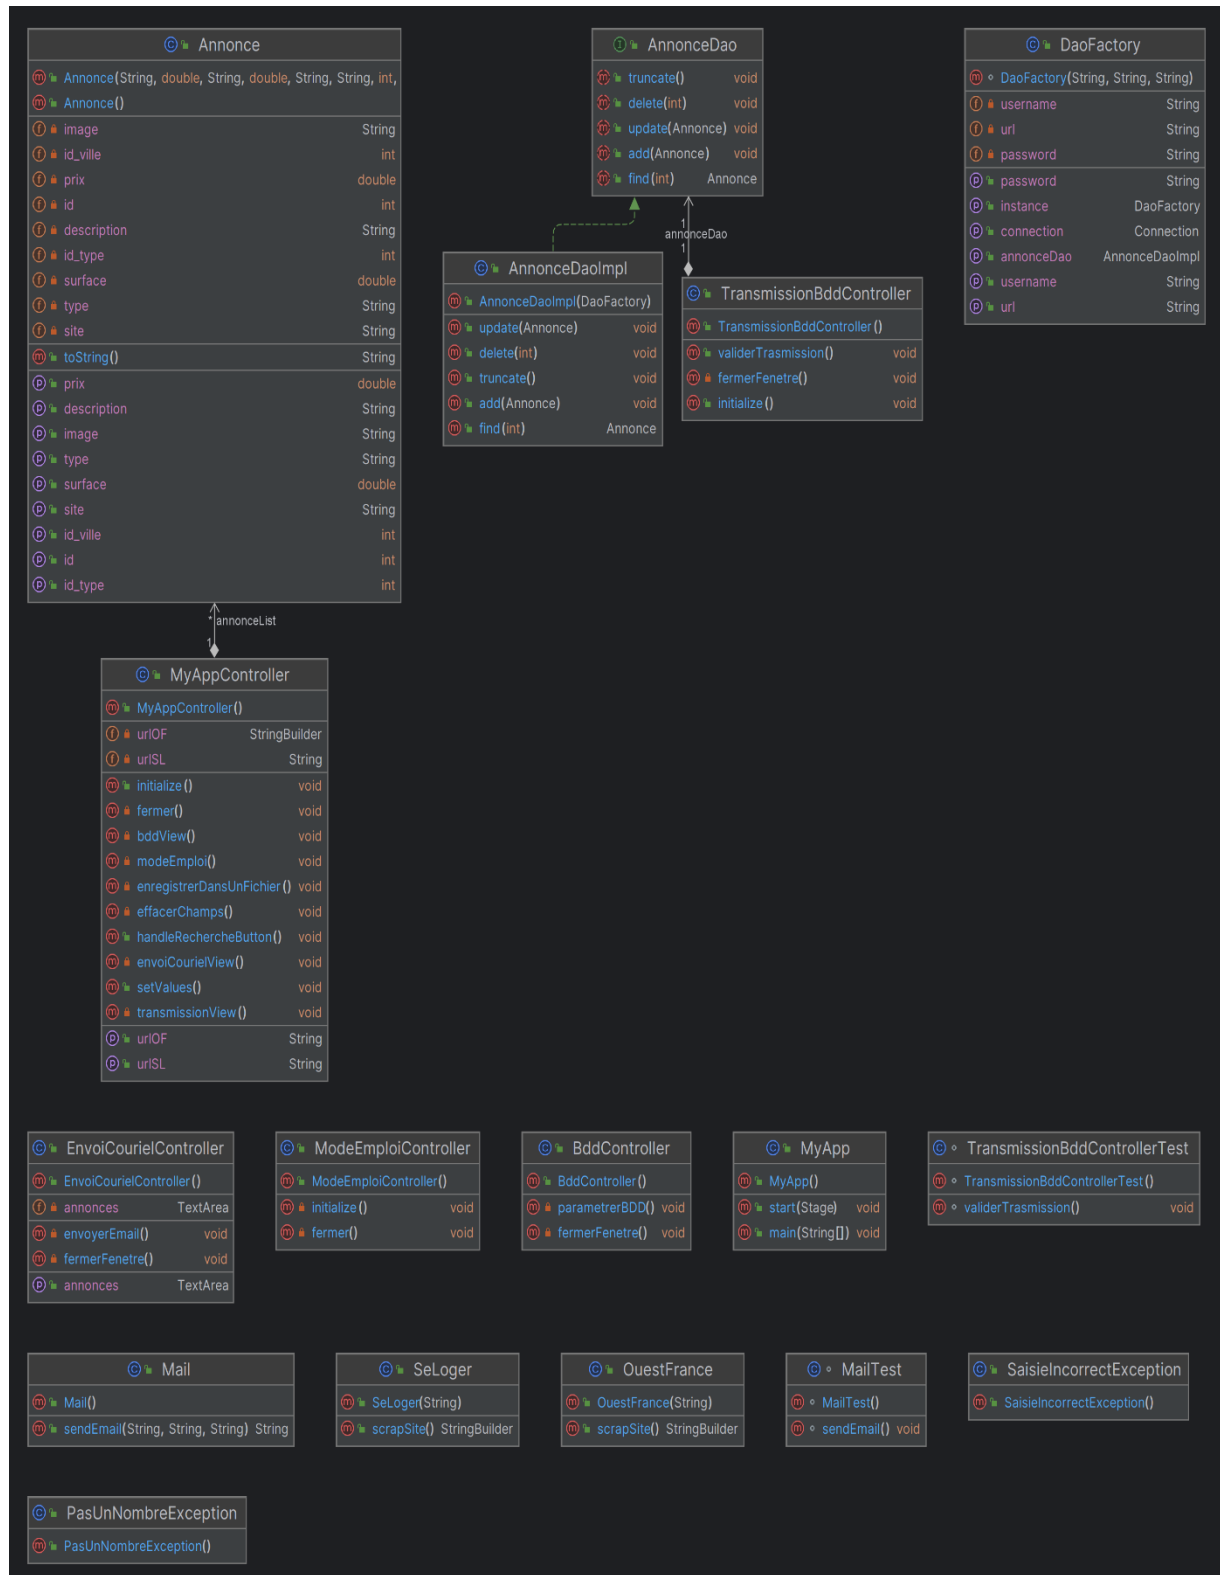 Annonce
Annonce(String, double, String, double, String, String, int,
Annonce()
image String
id_ville int
prix double
id int
description String
id_type int
surface double
type String
site String
toString() String
prix double
description String
image String
type String
surface double
site String
id_ville int
id int
id_type int
AnnonceDao
truncate() void
delete(int) void
update(Annonce) void
add(Annonce) void
find(int) Annonce
DaoFactory
DaoFactory(String, String, String)
username String
url String
password String
password String
instance DaoFactory
connection Connection
annonceDao AnnonceDaoImpl
username String
url String
1
annonceDao
1
AnnonceDaoImpl
AnnonceDaoImpl(DaoFactory)
update(Annonce) void
delete(int) void
truncate() void
add(Annonce) void
find(int) Annonce
TransmissionBddController
TransmissionBddController()
validerTrasmission() void
fermerFenetre() void
initialize() void
* annonceList
1
MyAppController
MyAppController()
urlOF StringBuilder
urlSL String
initialize() void
fermer() void
bddView() void
modeEmploi() void
enregistrerDansUnFichier() void
effacerChamps() void
handleRechercheButton() void
envoiCourielView() void
setValues() void
transmissionView() void
urlOF String
urlSL String
EnvoiCourielController
EnvoiCourielController()
annonces TextArea
envoyerEmail() void
fermerFenetre() void
annonces TextArea
ModeEmploiController
ModeEmploiController()
initialize() void
fermer() void
BddController
BddController()
parametrerBDD() void
fermerFenetre() void
MyApp
MyApp()
start(Stage) void
main(String[]) void
TransmissionBddControllerTest
TransmissionBddControllerTest()
validerTrasmission() void
Mail
Mail()
sendEmail(String, String, String) String
SeLoger
SeLoger(String)
scrapSite() StringBuilder
OuestFrance
OuestFrance(String)
scrapSite() StringBuilder
MailTest
MailTest()
sendEmail() void
SaisieIncorrectException
SaisieIncorrectException()
PasUnNombreException
PasUnNombreException()